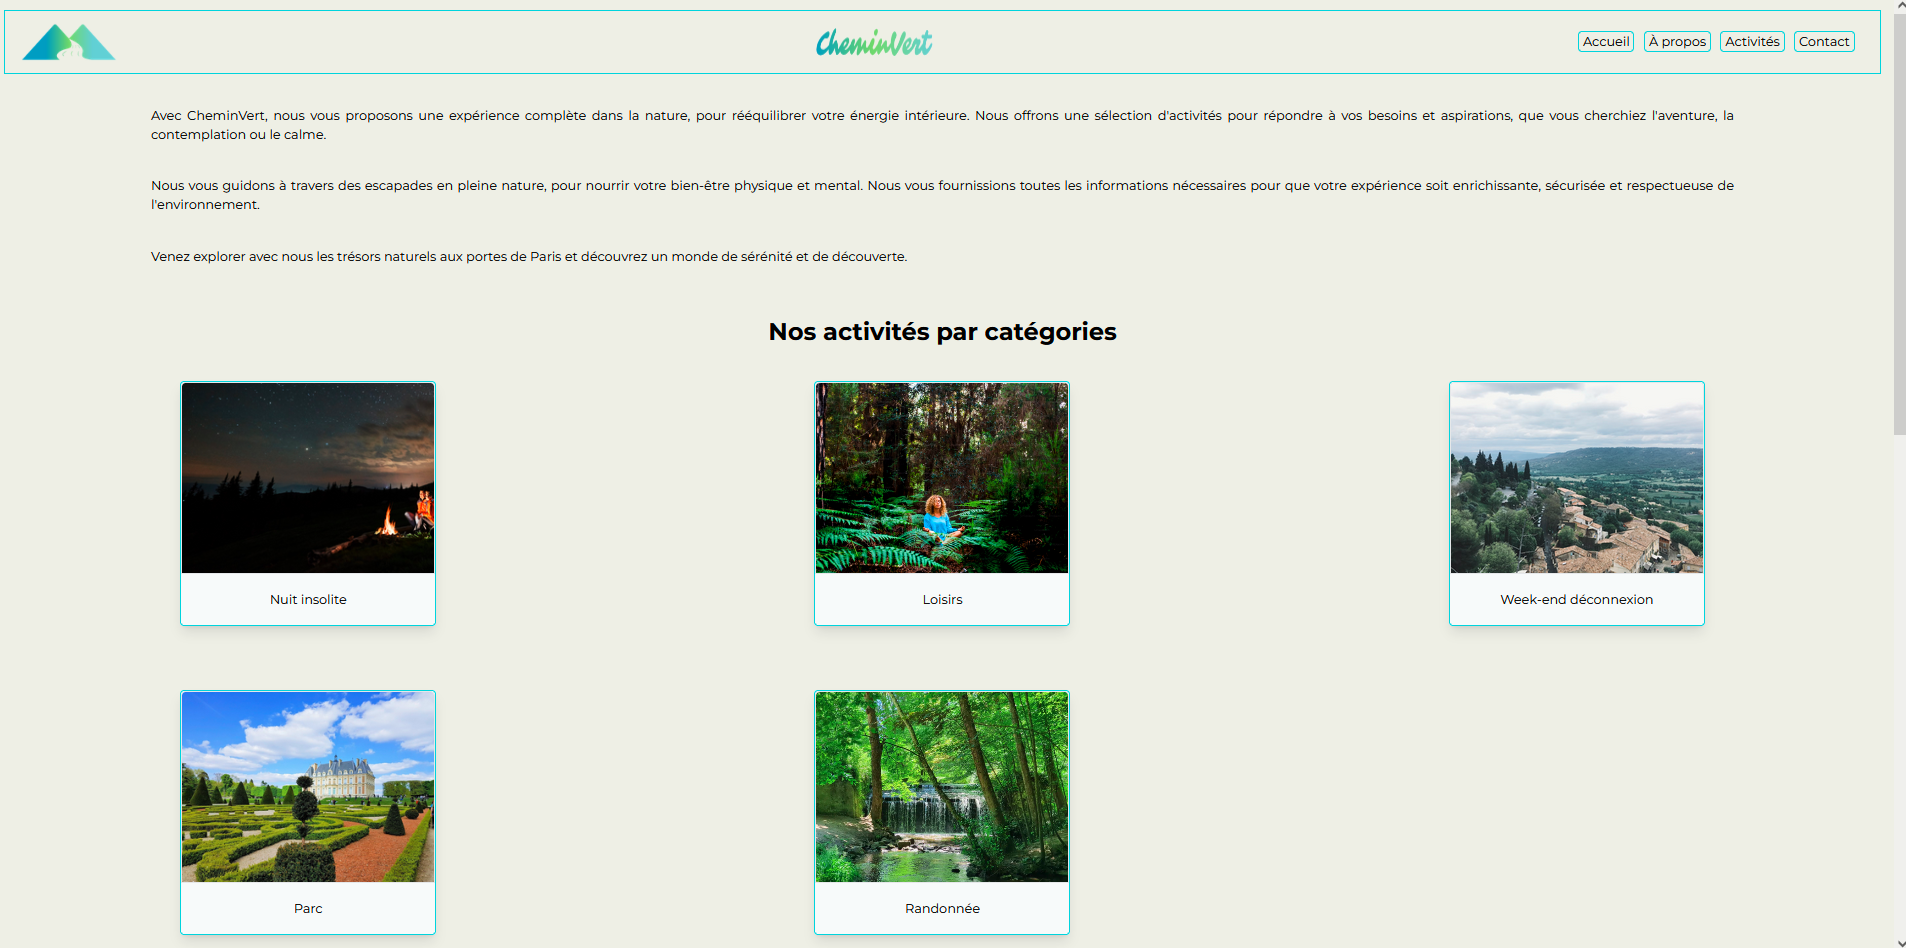 CheminVert
Accueil À propos Activités Contact
Avec CheminVert, nous vous proposons une expérience complète dans la nature, pour rééquilibrer votre énergie intérieure. Nous offrons une sélection d'activités pour répondre à vos besoins et aspirations, que vous cherchiez l'aventure, la
contemplation ou le calme.
Nous vous guidons à travers des escapades en pleine nature, pour nourrir votre bien-être physique et mental. Nous vous fournissions toutes les informations nécessaires pour que votre expérience soit enrichissante, sécurisée et respectueuse de
l'environnement.
Venez explorer avec nous les trésors naturels aux portes de Paris et découvrez un monde de sérénité et de découverte.
Nos activités par catégories
Nuit insolite
Loisirs
Week-end déconnexion
Parc
Randonnée